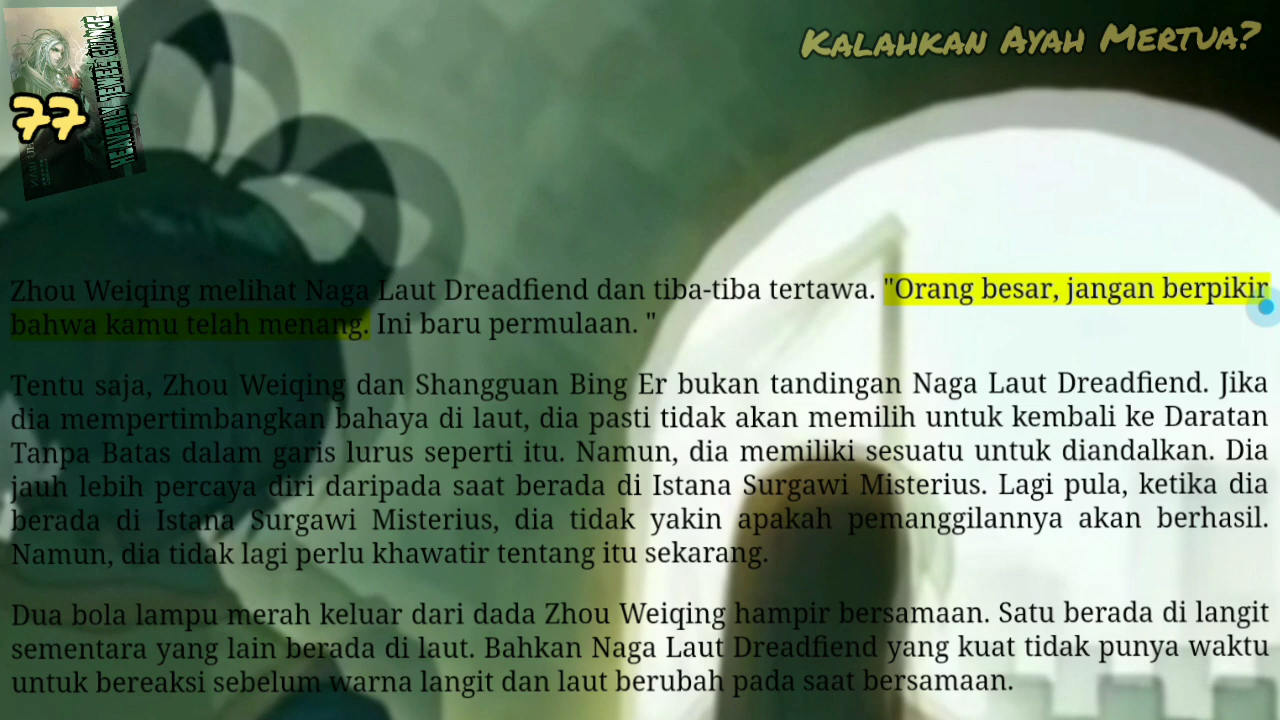 Kalahkan Ayah Mertua?
77
HEAVENLY JEWEL CHANGE
Zhou Weiqing melihat Naga Laut Dreadfiend dan tiba-tiba tertawa. "Orang besar, jangan berpikir
bahwa kamu telah menang. Ini baru permulaan. "
Tentu saja, Zhou Weiqing dan Shangguan Bing Er bukan tandingan Naga Laut Dreadfiend. Jika
dia mempertimbangkan bahaya di laut, dia pasti tidak akan memilih untuk kembali ke Daratan
Tanpa Batas dalam garis lurus seperti itu. Namun, dia memiliki sesuatu untuk diandalkan. Dia
jauh lebih percaya diri daripada saat berada di Istana Surgawi Misterius. Lagi pula, ketika dia
berada di Istana Surgawi Misterius, dia tidak yakin apakah pemanggilannya akan berhasil.
Namun, dia tidak lagi perlu khawatir tentang itu sekarang.
Dua bola lampu merah keluar dari dada Zhou Weiqing hampir bersamaan. Satu berada di langit
sementara yang lain berada di laut. Bahkan Naga Laut Dreadfiend yang kuat tidak punya waktu
untuk bereaksi sebelum warna langit dan laut berubah pada saat bersamaan.